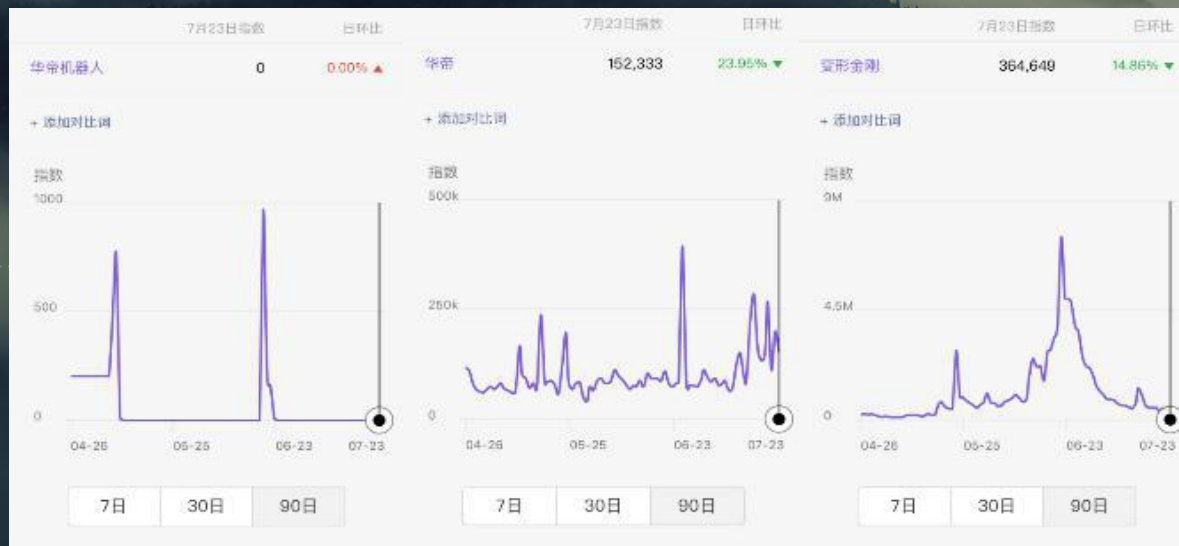 7月23日指数 日环比
华帝机器人 0 0.00% ▲
+ 添加对比词
指数
1000
500
0
04-26 05-25 06-23 07-23
7日 30日 90日
7月23日指数 日环比
华帝 152,333 23.95% ▼
+ 添加对比词
指数
500k
250k
0
04-26 05-25 06-23 07-23
7日 30日 90日
7月23日指数 日环比
变形金刚 364,649 14.86% ▼
+ 添加对比词
指数
9M
4.5M
0
04-26 05-25 06-23 07-23
7日 30日 90日